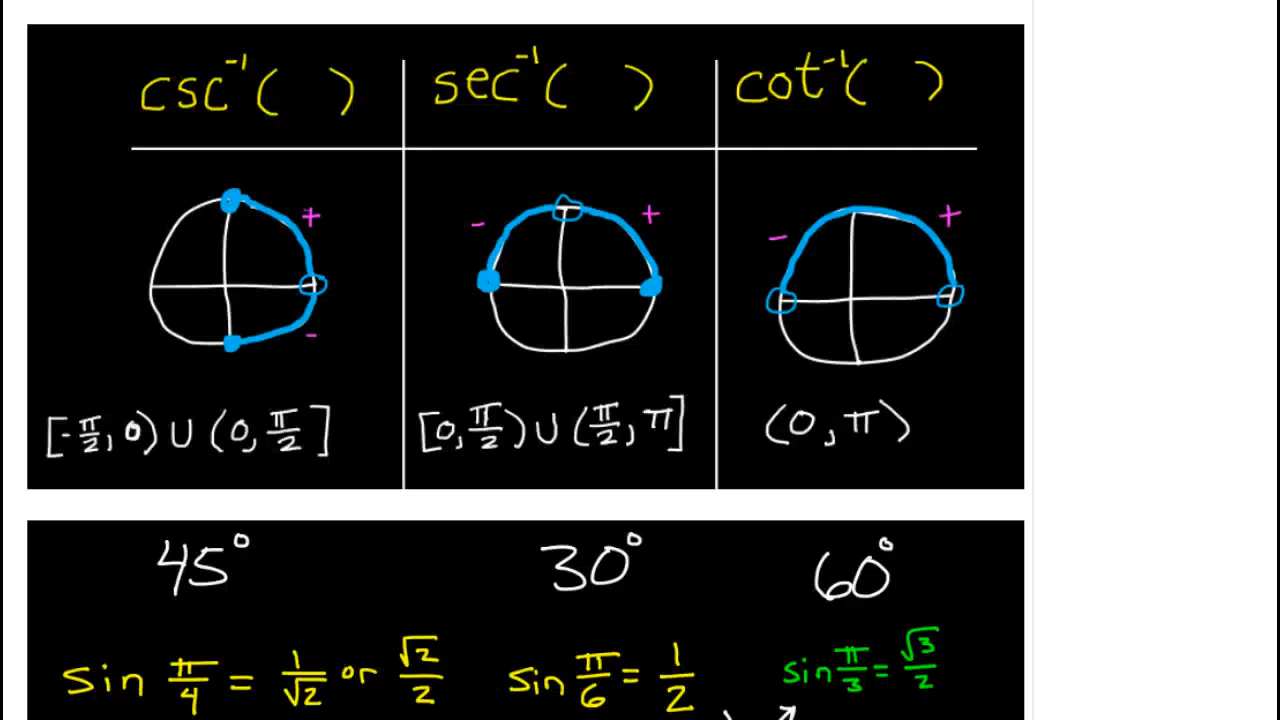 csc⁻¹( ) sec⁻¹( ) cot⁻¹( )
+ - + - +
-
[-π/2, 0) ∪ (0, π/2] [0, π/2) ∪ (π/2, π] (0, π)
45° 30° 60°
sin π/4 = 1/√2 or √2/2 sin π/6 = 1/2 sin π/3 = √3/2